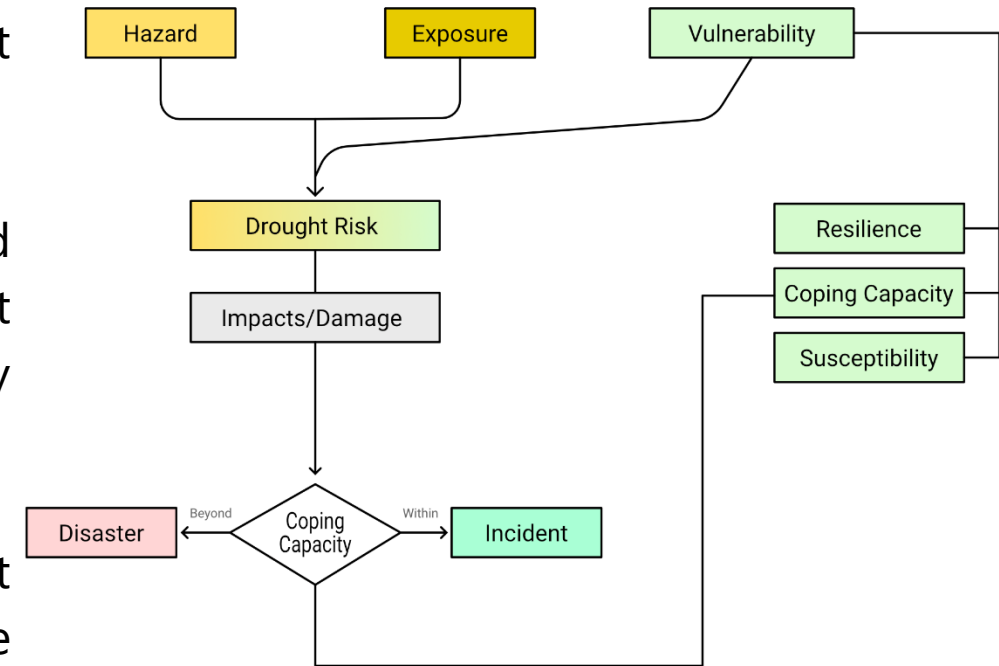 Hazard
Exposure
Vulnerability
Drought Risk
Resilience
Impacts/Damage
Coping Capacity
Susceptibility
Disaster
Beyond
Coping
Capacity
Within
Incident
t
d
t
y
t
e